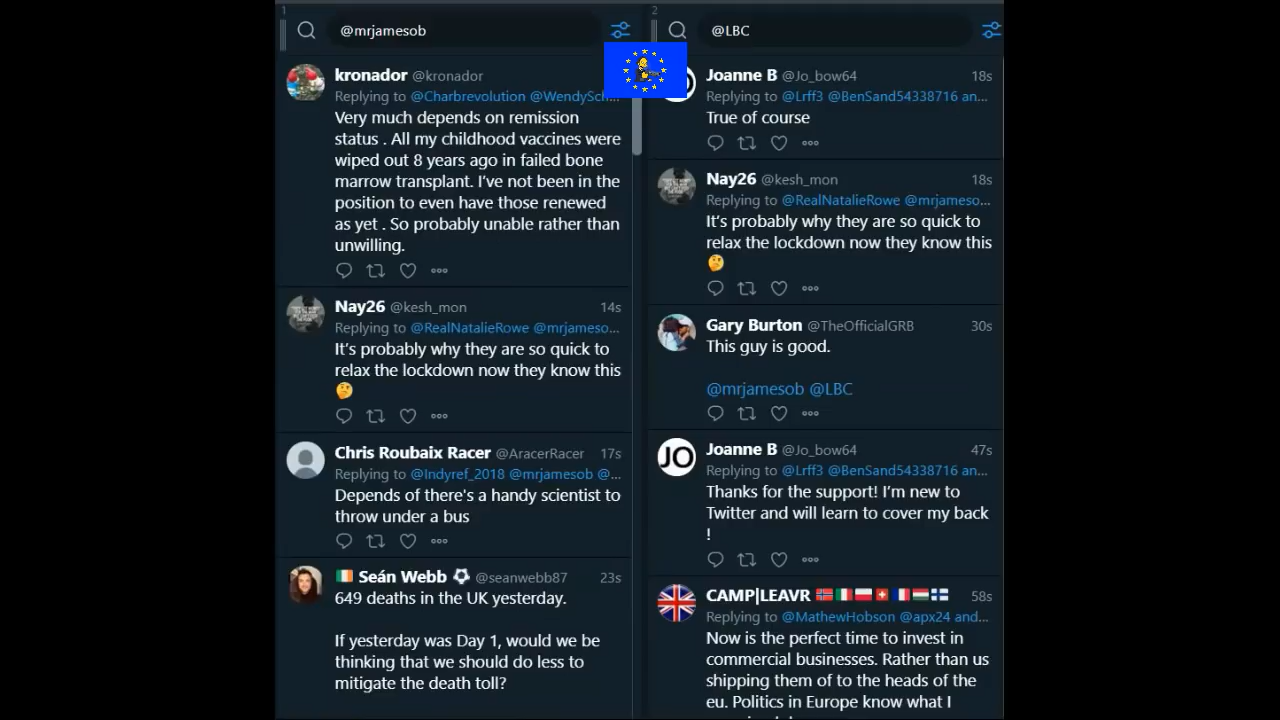 1
@mrjamesob
kronador @kronador
Replying to @Charbrevolution @WendySch...
Very much depends on remission
status . All my childhood vaccines were
wiped out 8 years ago in failed bone
marrow transplant. I've not been in the
position to even have those renewed
as yet . So probably unable rather than
unwilling.
Nay26 @kesh_mon 14s
Replying to @RealNatalieRowe @mrjameso...
It's probably why they are so quick to
relax the lockdown now they know this
🤔
Chris Roubaix Racer @AracerRacer 17s
Replying to @Indyref_2018 @mrjamesob @...
Depends of there's a handy scientist to
throw under a bus
🇮🇪 Seán Webb ⚽ @seanwebb87 23s
649 deaths in the UK yesterday.
If yesterday was Day 1, would we be
thinking that we should do less to
mitigate the death toll?
2
@LBC
Joanne B @Jo_bow64 18s
Replying to @Lrff3 @BenSand54338716 an...
True of course
Nay26 @kesh_mon 18s
Replying to @RealNatalieRowe @mrjameso...
It's probably why they are so quick to
relax the lockdown now they know this
🤔
Gary Burton @TheOfficialGRB 30s
This guy is good.
@mrjamesob @LBC
JO
Joanne B @Jo_bow64 47s
Replying to @Lrff3 @BenSand54338716 an...
Thanks for the support! I'm new to
Twitter and will learn to cover my back
!
CAMP|LEAVR 🇳🇴🇮🇹🇵🇱🇨🇭🇫🇷🇭🇺🇫🇮 58s
Replying to @MathewHobson @apx24 and...
Now is the perfect time to invest in
commercial businesses. Rather than us
shipping them of to the heads of the
eu. Politics in Europe know what I